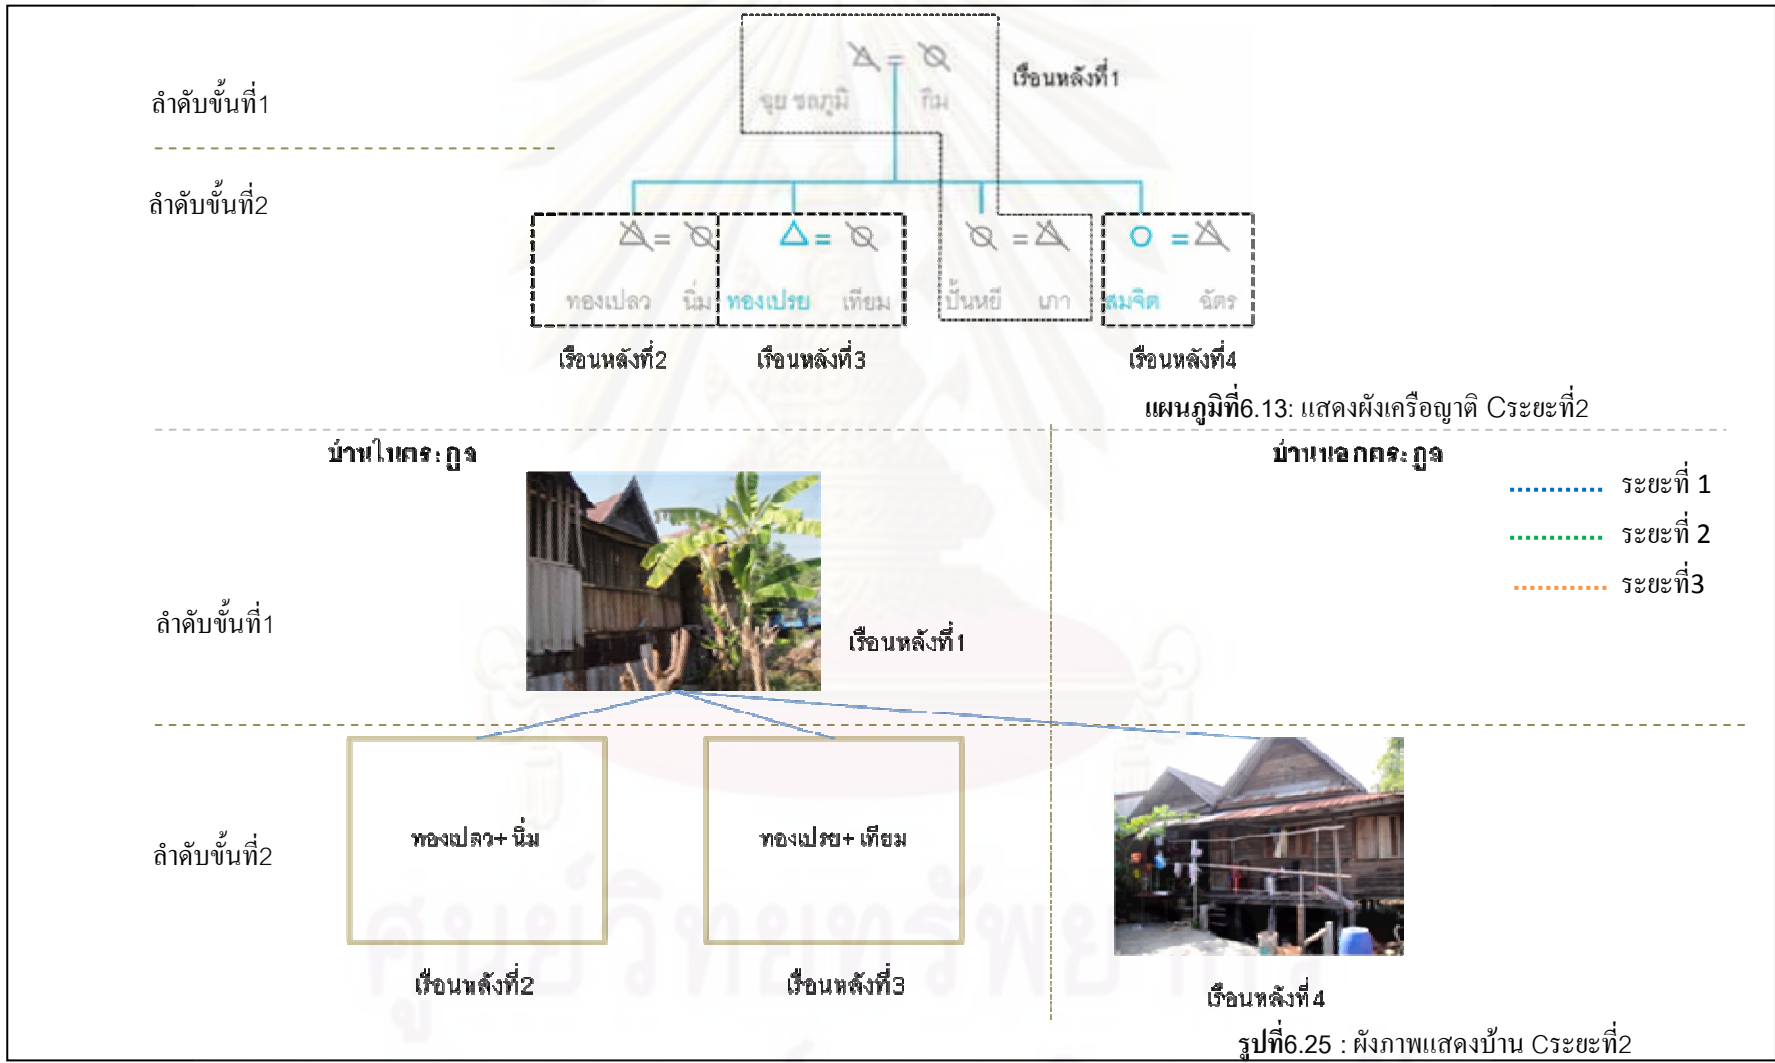 ลำดับขั้นที่1
จุย ชลภูมิ กิม
เรือนหลังที่1
ลำดับขั้นที่2
ทองเปลว นิ่ม ทองเปรย เทียม ปั้นหยี เภา สมจิต ฉัตร
เรือนหลังที่2 เรือนหลังที่3 เรือนหลังที่4
แผนภูมิที่6.13: แสดงผังเครือญาติ Cระยะที่2
บ้านในตระกูล บ้านนอกตระกูล
ระยะที่ 1
ระยะที่ 2
ระยะที่3
ลำดับขั้นที่1
เรือนหลังที่1
ลำดับขั้นที่2
ทองเปลว+ นิ่ม ทองเปรย+ เทียม
ศูนย์วิทยทรัพยากร
เรือนหลังที่2 เรือนหลังที่3 เรือนหลังที่4
รูปที่6.25 : ผังภาพแสดงบ้าน Cระยะที่2